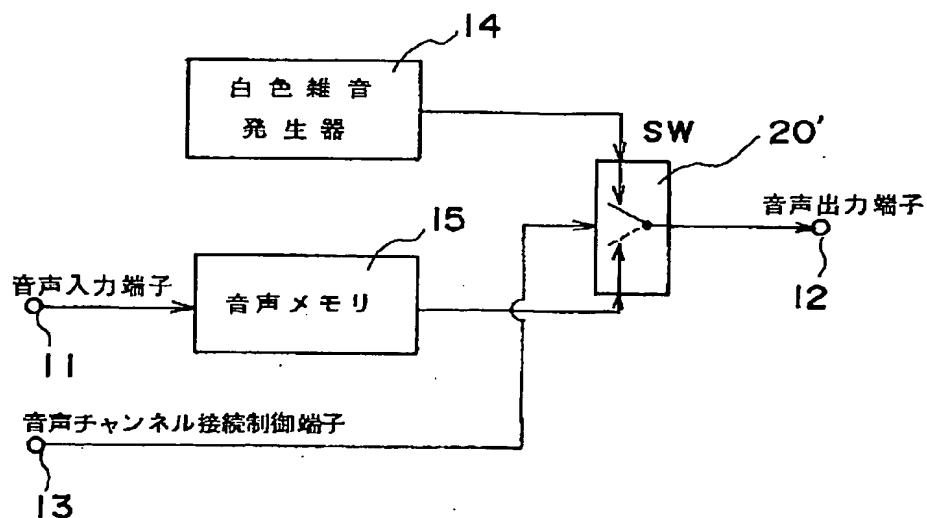 14
白色雑音
発生器
SW
20'
音声出力端子
12
15
音声入力端子
音声メモリ
11
音声チャンネル接続制御端子
13